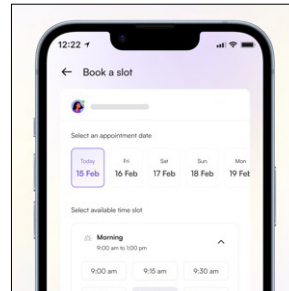 12:22
Book a slot
Select an appointment date
Today Fri Sat Sun Mon
15 Feb 16 Feb 17 Feb 18 Feb 19 Feb
Select available time slot
Morning
9:00 am to 1:00 pm
9:00 am 9:15 am 9:30 am